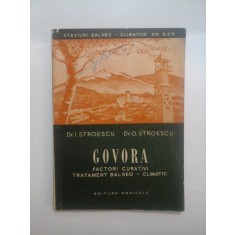 STAȚIUNI BALNEO - CLIMATICE DIN R.P.R.
Dr. I. STROESCU Dr. O. STROESCU
GOVORA
FACTORI CURATIVI
TRATAMENT BALNEO - CLIMATIC
EDITURA MEDICALĂ